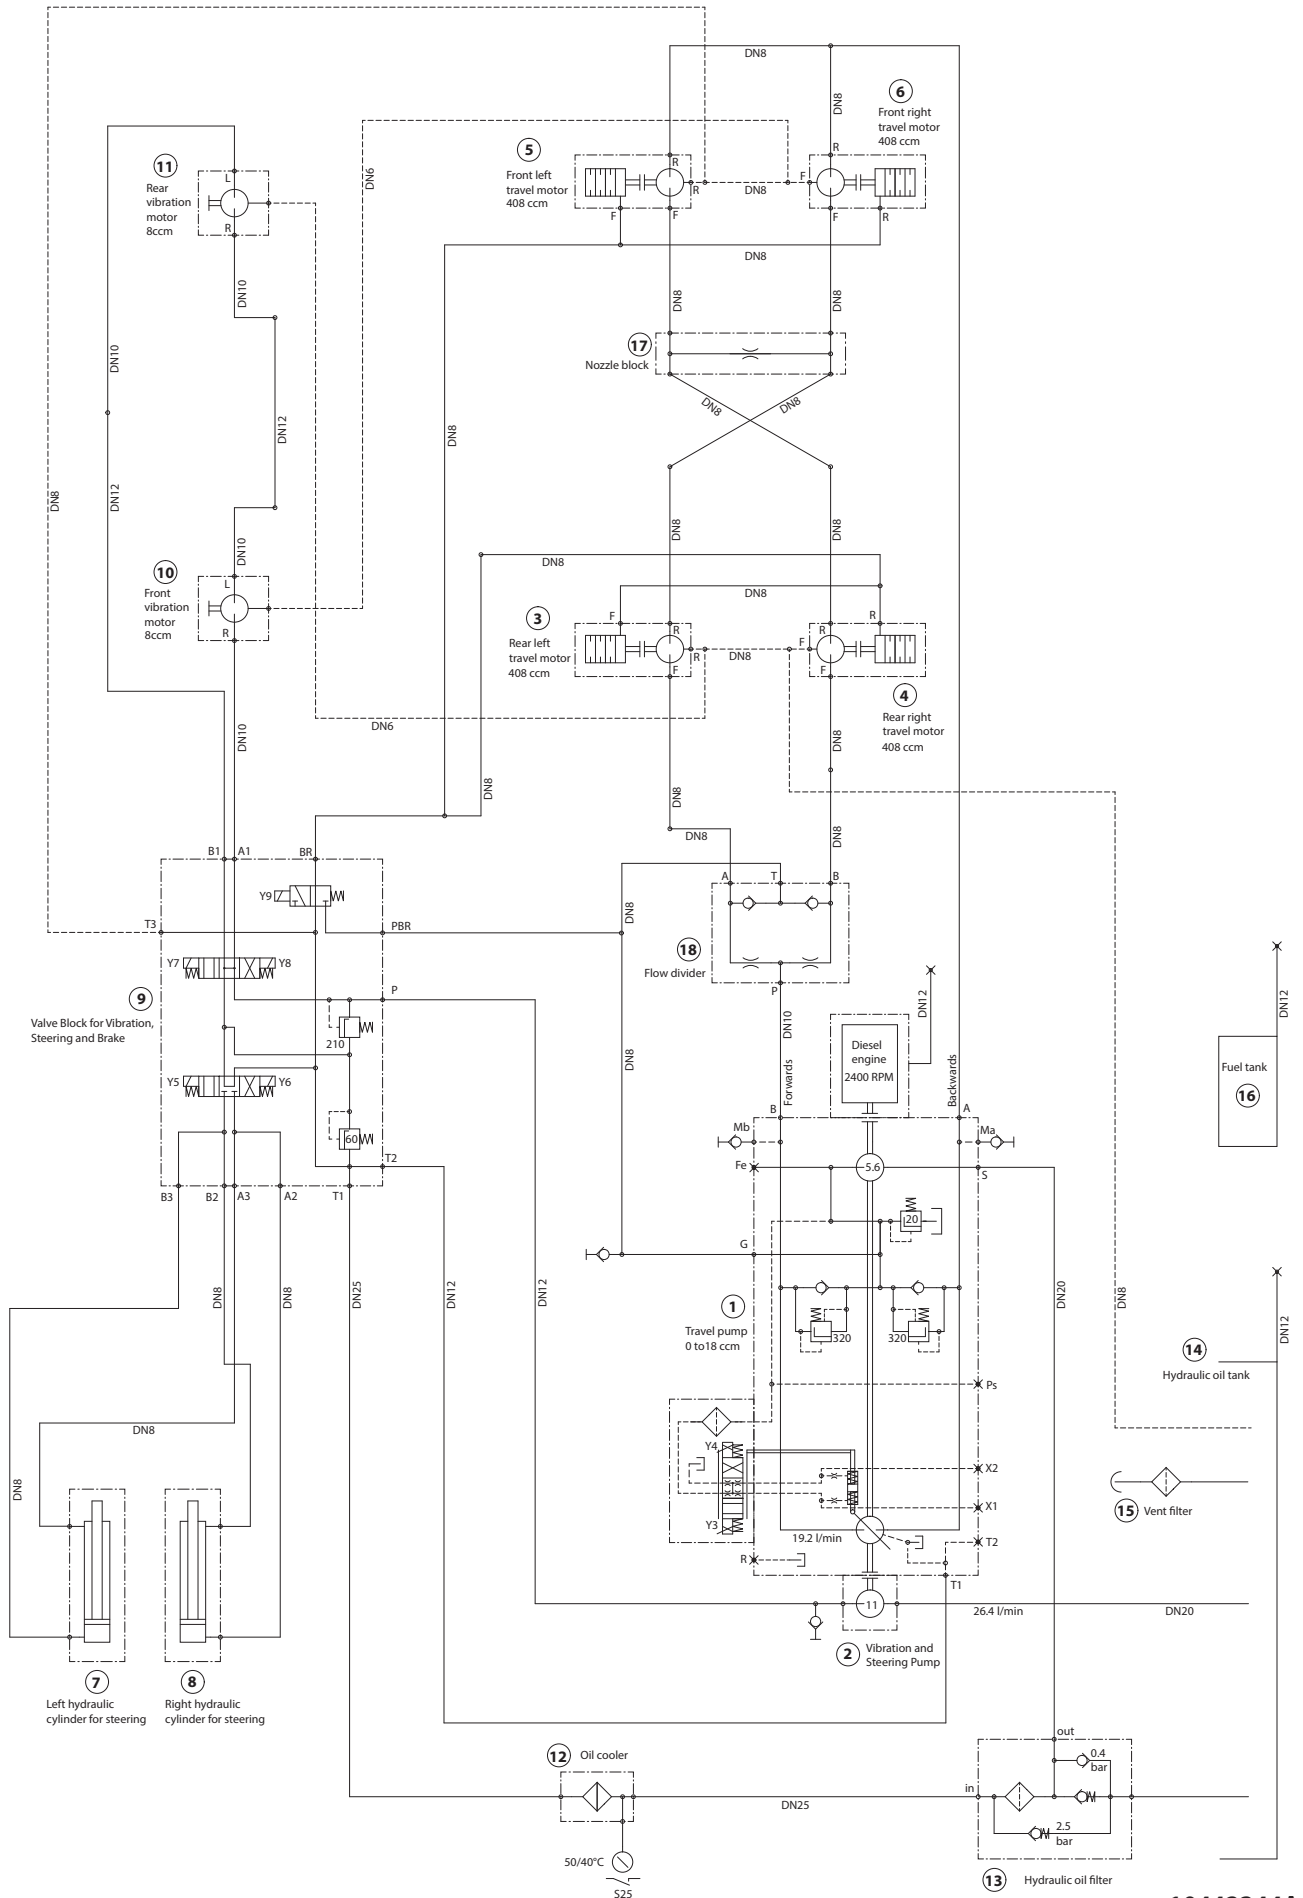 DN8
DN8
6
Front right
travel motor
408 ccm
5
Front left
travel motor
408 ccm
R
R
R
DN8
F
F
F
F
R
DN8
11
Rear
vibration
motor
8ccm
L
R
DN6
DN10
DN8
DN8
17
Nozzle block
DN10
DN12
DN8
DN8
DN8
DN12
DN8
DN10
DN8
DN8
DN8
DN8
10
Front
vibration
motor
8ccm
L
R
3
Rear left
travel motor
408 ccm
F
R
R
F
DN8
F
R
R
F
4
Rear right
travel motor
408 ccm
DN6
DN10
DN8
DN8
DN8
DN8
DN8
B1
A1
BR
Y9
T3
PBR
DN8
A
T
B
18
Flow divider
P
Y7
Y8
9
Valve Block for Vibration,
Steering and Brake
P
210
Y5
Y6
60
T2
B3
B2
A3
A2
T1
DN8
DN10
Forwards
Diesel
engine
2400 RPM
DN12
Backwards
DN12
Fuel tank
16
B
A
Mb
Ma
Fe
5.6
S
20
G
DN8
DN8
DN25
DN12
DN12
DN20
DN8
1
Travel pump
0 to18 ccm
320
320
14
Hydraulic oil tank
DN12
Ps
DN8
DN8
Y4
Y3
X2
X1
15
Vent filter
19.2 l/min
T2
R
T1
11
26.4 l/min
DN20
2
Vibration and
Steering Pump
7
Left hydraulic
cylinder for steering
8
Right hydraulic
cylinder for steering
12
Oil cooler
out
0.4
bar
in
DN25
2.5
bar
50/40°C
S25
13
Hydraulic oil filter